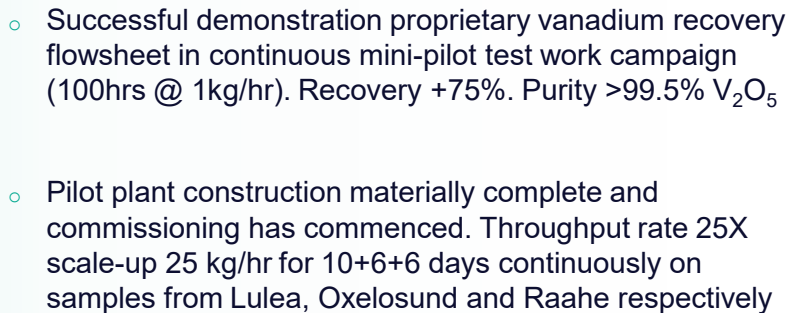 Successful demonstration proprietary vanadium recovery
flowsheet in continuous mini-pilot test work campaign
(100hrs @ 1kg/hr). Recovery +75%. Purity >99.5% V₂O₅
Pilot plant construction materially complete and
commissioning has commenced. Throughput rate 25X
scale-up 25 kg/hr for 10+6+6 days continuously on
samples from Lulea, Oxelosund and Raahe respectively